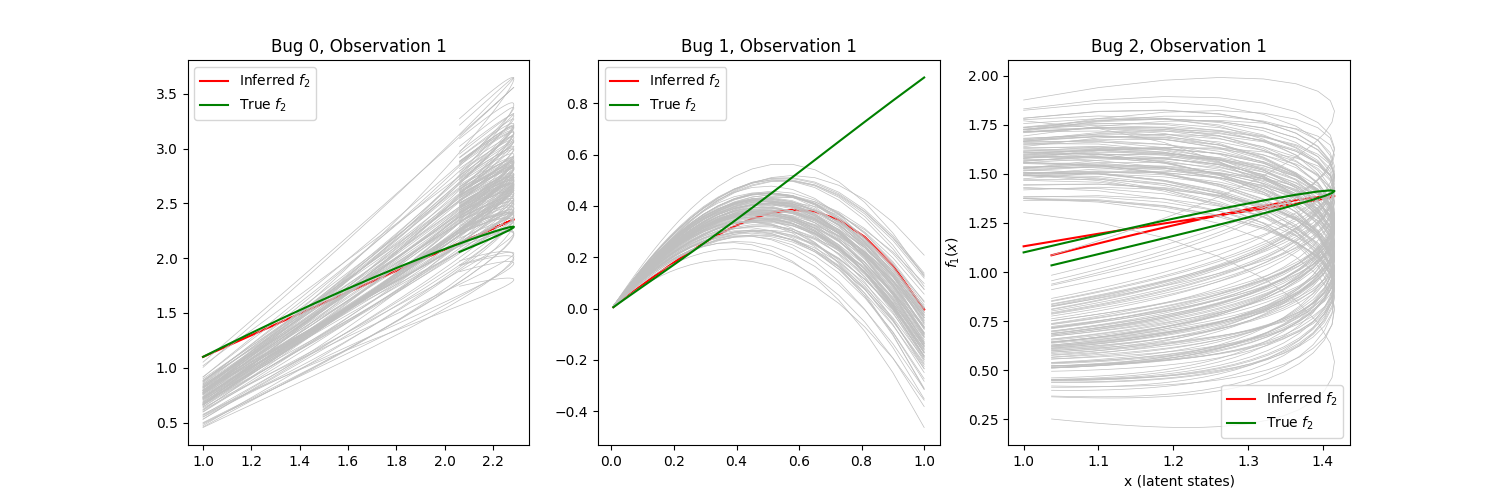 Bug 0, Observation 1
Inferred f₂
True f₂
3.5
3.0
2.5
2.0
1.5
1.0
0.5
1.0 1.2 1.4 1.6 1.8 2.0 2.2
Bug 1, Observation 1
Inferred f₂
True f₂
0.8
0.6
0.4
0.2
0.0
−0.2
−0.4
0.0 0.2 0.4 0.6 0.8 1.0
Bug 2, Observation 1
f₁(x)
2.00
1.75
1.50
1.25
1.00
0.75
0.50
0.25
Inferred f₂
True f₂
1.0 1.1 1.2 1.3 1.4
x (latent states)